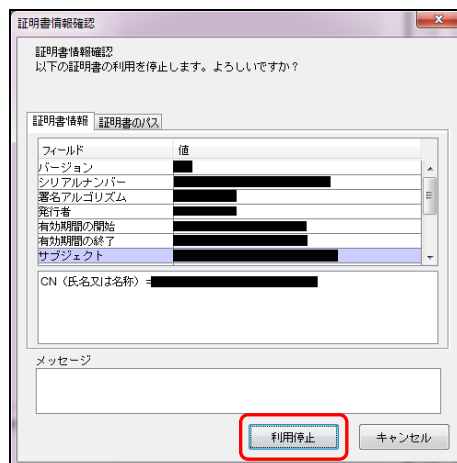 証明書情報確認
証明書情報確認
以下の証明書の利用を停止します。よろしいですか？
証明書情報 証明書のパス
フィールド 値
バージョン
シリアルナンバー
署名アルゴリズム
発行者
有効期間の開始
有効期間の終了
サブジェクト
CN（氏名又は名称）=
メッセージ
利用停止 キャンセル